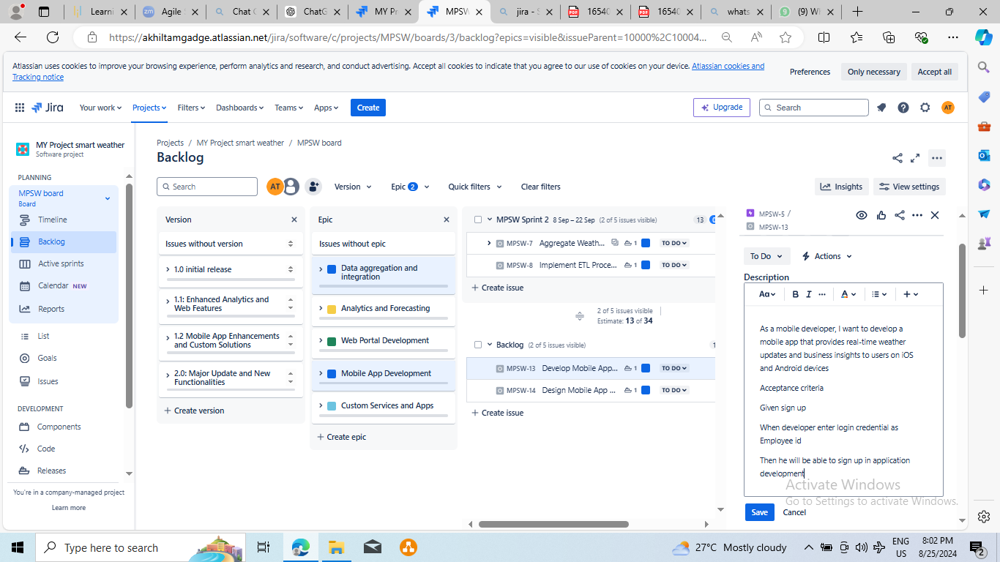 Learni
Agile S
Chat G
ChatG
MY Pr
MPSW
jira - S
16540
16540
whats
(9) W
https://akhiltamgadge.atlassian.net/jira/software/c/projects/MPSW/boards/3/backlog?epics=visible&issueParent=10000%2C10004...
Atlassian uses cookies to improve your browsing experience, perform analytics and research, and conduct advertising. Accept all cookies to indicate that you agree to our use of cookies on your device. Atlassian cookies and
Tracking notice
Preferences
Only necessary
Accept all
Jira
Your work
Projects
Filters
Dashboards
Teams
Apps
Create
Upgrade
Search
AT
MY Project smart weather
Software project
PLANNING
MPSW board
Board
Timeline
Backlog
Active sprints
Calendar NEW
Reports
List
Goals
Issues
DEVELOPMENT
Components
Code
Releases
You're in a company-managed project
Learn more
Projects / MY Project smart weather / MPSW board
Backlog
Search
AT
Version
Epic 2
Quick filters
Clear filters
Insights
View settings
Version
Issues without version
1.0 initial release
1.1: Enhanced Analytics and
Web Features
1.2 Mobile App Enhancements
and Custom Solutions
2.0: Major Update and New
Functionalities
+ Create version
Epic
Issues without epic
Data aggregation and
integration
Analytics and Forecasting
Web Portal Development
Mobile App Development
Custom Services and Apps
+ Create epic
MPSW Sprint 2 8 Sep – 22 Sep (2 of 5 issues visible) 13
MPSW-7 Aggregate Weath... 1 TO DO
MPSW-8 Implement ETL Proce... 1 TO DO
+ Create issue
2 of 5 issues visible
Estimate: 13 of 34
Backlog (2 of 5 issues visible)
MPSW-13 Develop Mobile App... 1 TO DO
MPSW-14 Design Mobile App ... 1 TO DO
+ Create issue
MPSW-5 /
MPSW-13
To Do
Actions
Description
Aa
B I ... A
As a mobile developer, I want to develop a
mobile app that provides real-time weather
updates and business insights to users on iOS
and Android devices
Acceptance criteria
Given sign up
When developer enter login credential as
Employee id
Then he will be able to sign up in application
development
Activate Windows
Go to Settings to activate Windows.
Save
Cancel
Type here to search
27°C Mostly cloudy
ENG
US
8:02 PM
8/25/2024
2